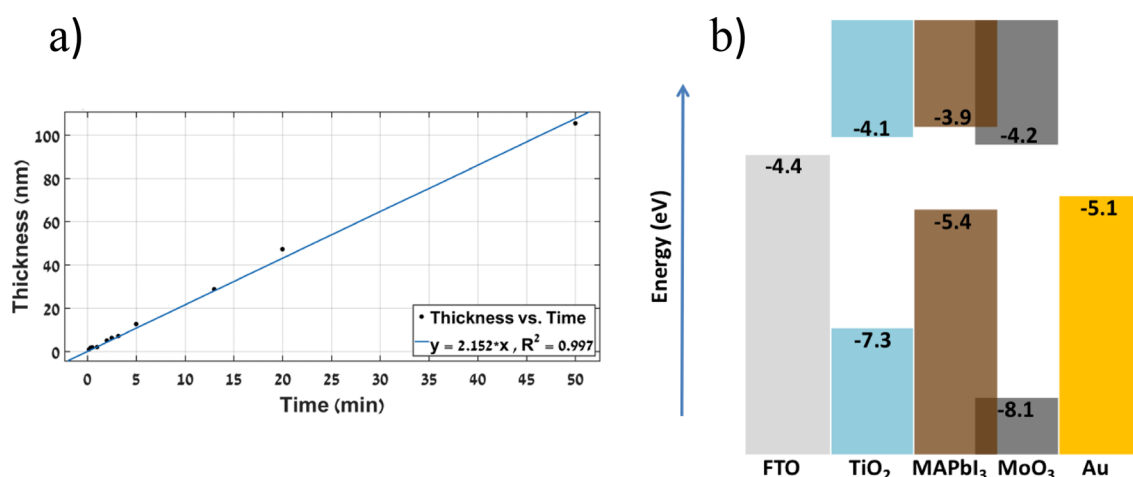 a)
Thickness (nm)
100
80
60
40
20
0
0 5 10 15 20 25 30 35 40 45 50
Time (min)
Thickness vs. Time
y = 2.152*x , R² = 0.997
b)
Energy (eV)
-4.1
-3.9
-4.2
-4.4
-5.1
-5.4
-7.3
-8.1
FTO TiO₂ MAPbI₃ MoO₃ Au